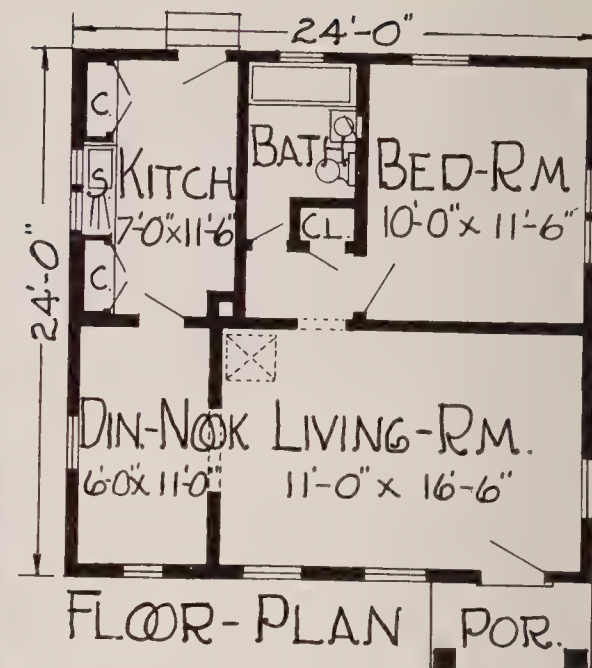 24'-0"
24'-0"
C.
S
C.
KITCH
7'-0"x11'-6"
BATH
CL.
BED-RM
10'-0"x 11'-6"
DIN-NOOK
6'-0"x 11'-0"
LIVING-RM.
11'-0" x 16'-6"
FLOOR-PLAN
POR.